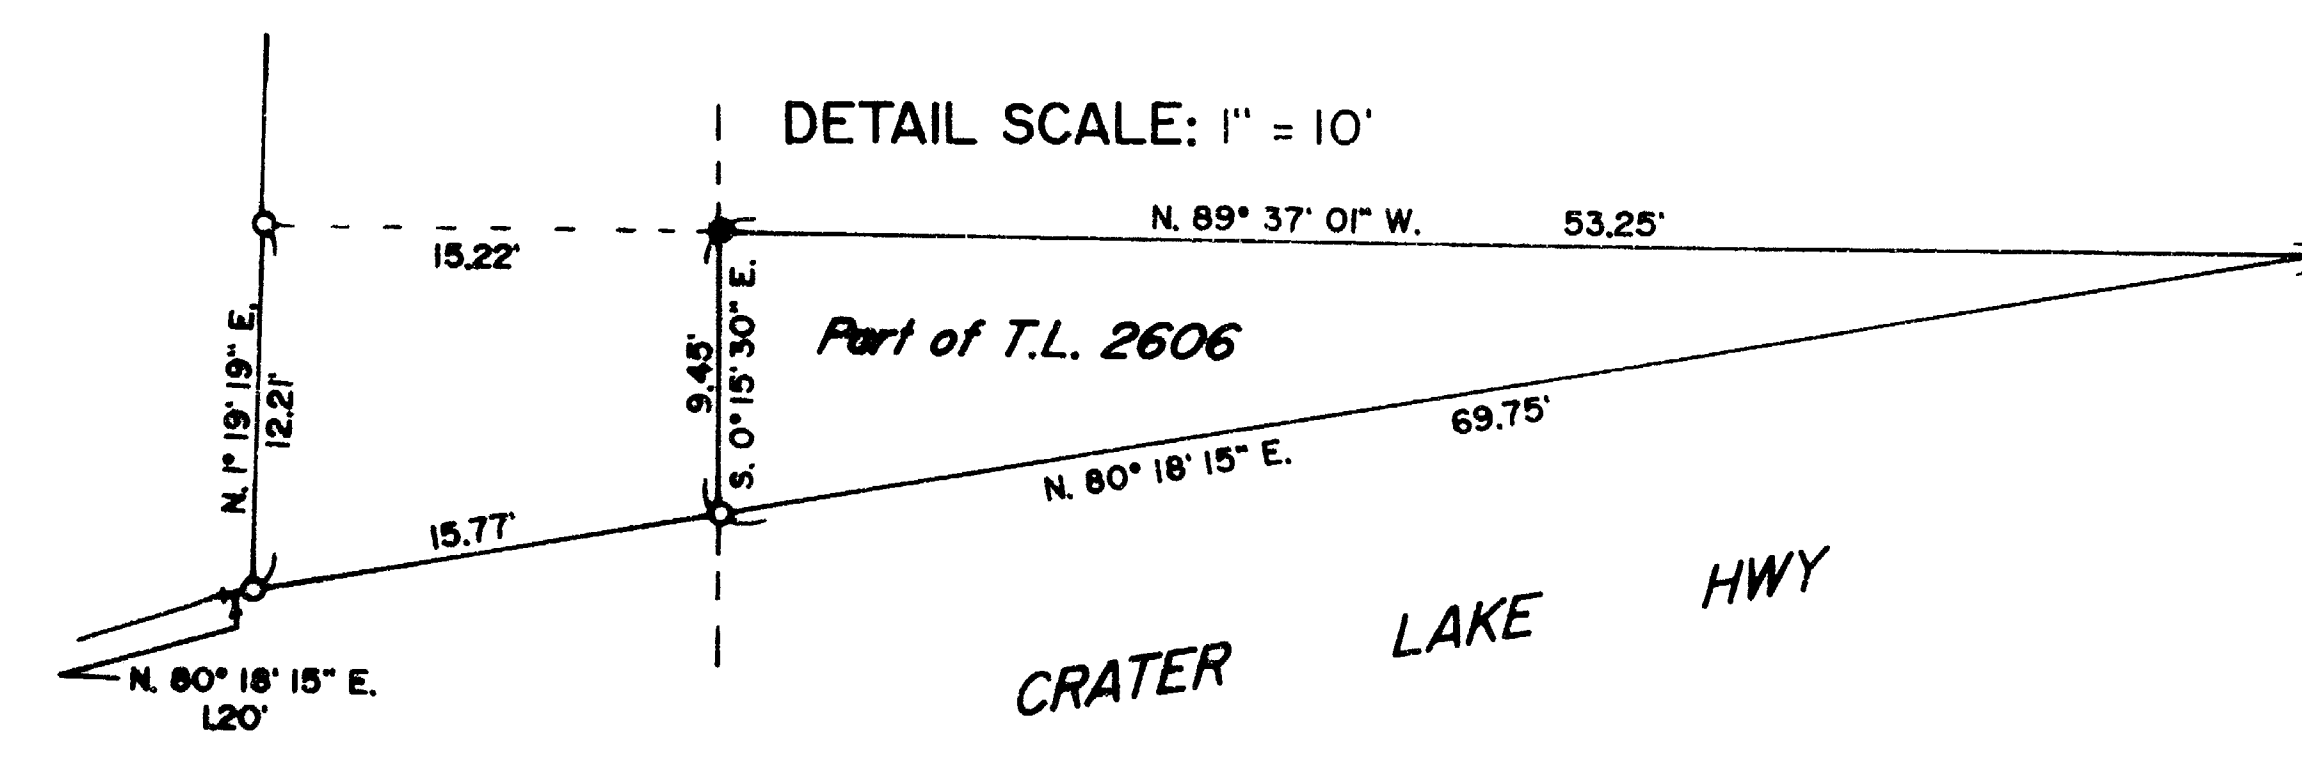 DETAIL SCALE: 1" = 10'
N. 89° 37' 01" W. 53.25'
15.22'
N. 1° 19' 19" E.
12.21'
9.45'
S. 0° 15' 30" E.
Part of T.L. 2606
69.75'
N. 80° 18' 15" E.
15.77'
CRATER LAKE HWY
N. 80° 18' 15" E.
1.20'